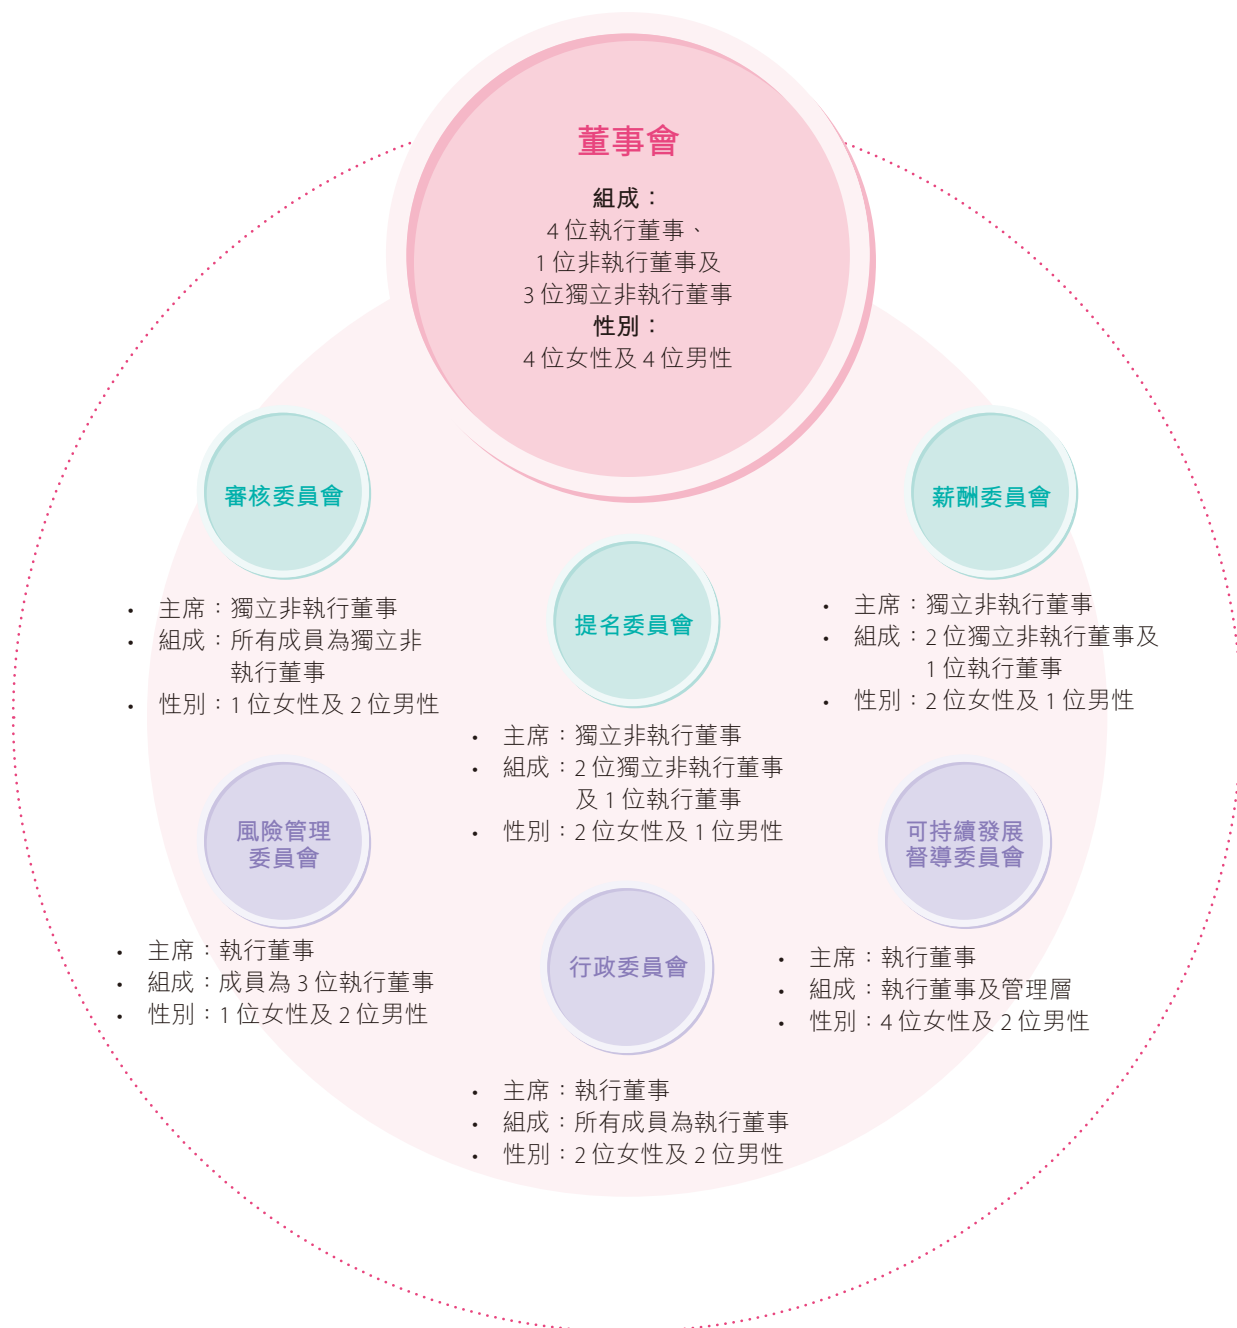 董事會
組成：
4 位執行董事、
1 位非執行董事及
3 位獨立非執行董事
性別：
4 位女性及 4 位男性
審核委員會
• 主席：獨立非執行董事
• 組成：所有成員為獨立非
執行董事
• 性別：1 位女性及 2 位男性
提名委員會
• 主席：獨立非執行董事
• 組成：2 位獨立非執行董事
及 1 位執行董事
• 性別：2 位女性及 1 位男性
薪酬委員會
• 主席：獨立非執行董事
• 組成：2 位獨立非執行董事及
1 位執行董事
• 性別：2 位女性及 1 位男性
風險管理
委員會
• 主席：執行董事
• 組成：成員為 3 位執行董事
• 性別：1 位女性及 2 位男性
行政委員會
• 主席：執行董事
• 組成：所有成員為執行董事
• 性別：2 位女性及 2 位男性
可持續發展
督導委員會
• 主席：執行董事
• 組成：執行董事及管理層
• 性別：4 位女性及 2 位男性